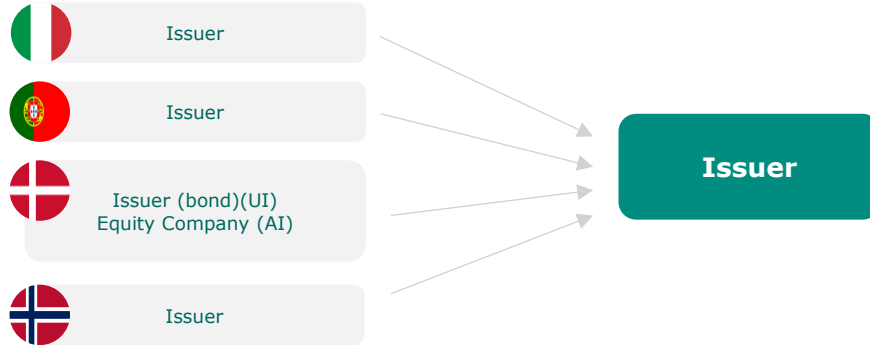 Issuer
Issuer
Issuer (bond)(UI)
Equity Company (AI)
Issuer
Issuer